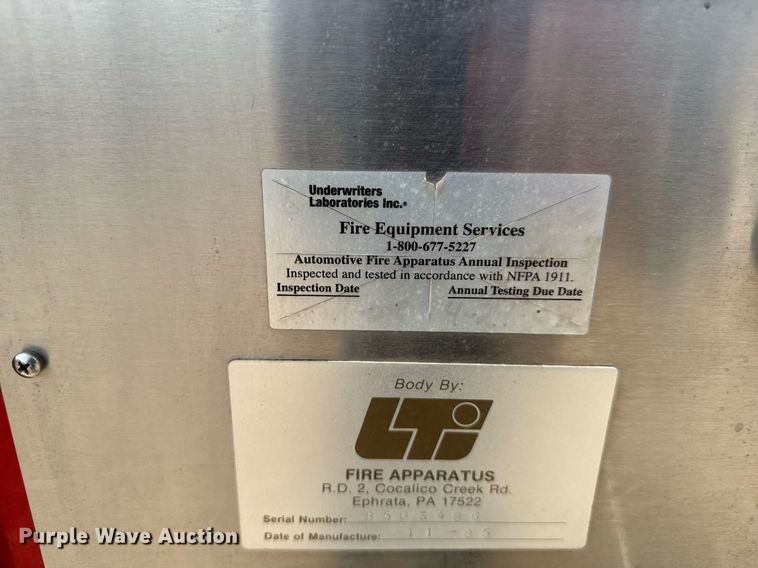 Underwriters
Laboratories Inc.®
Fire Equipment Services
1-800-677-5227
Automotive Fire Apparatus Annual Inspection
Inspected and tested in accordance with NFPA 1911.
Inspection Date
Annual Testing Due Date
Body By:
LTi
FIRE APPARATUS
R.D. 2, Cocalico Creek Rd.
Ephrata, PA 17522
Serial Number:
Date of Manufacture:
Purple Wave Auction